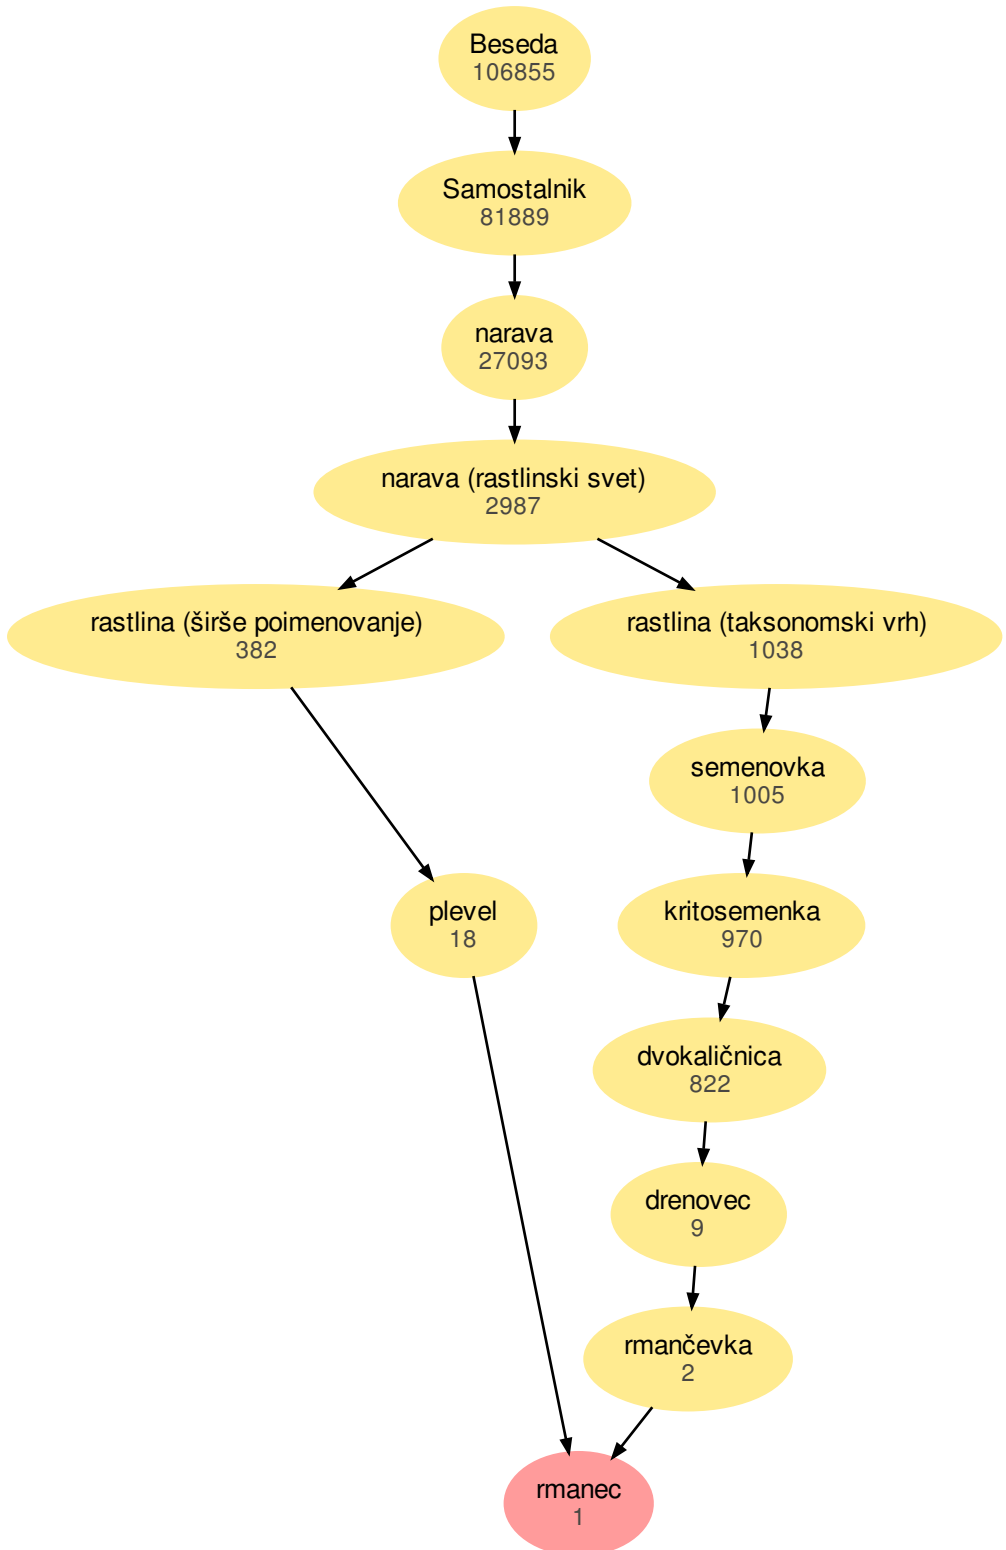 Beseda
106855
Samostalnik
81889
narava
27093
narava (rastlinski svet)
2987
rastlina (širše poimenovanje)
382
rastlina (taksonomski vrh)
1038
semenovka
1005
plevel
18
kritosemenka
970
dvokaličnica
822
drenovec
9
rmančevka
2
rmanec
1